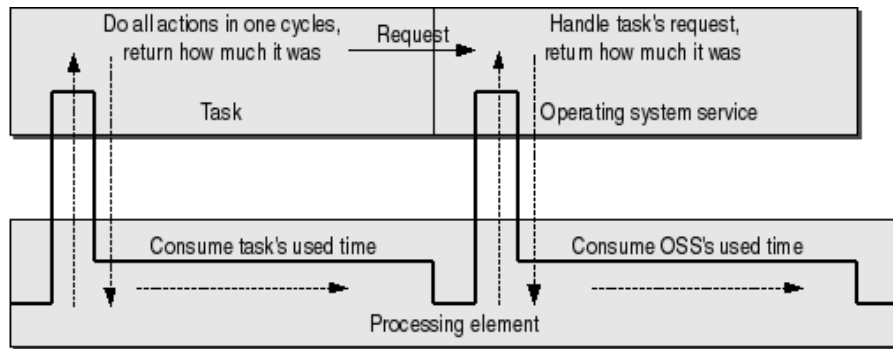 Do all actions in one cycles,
return how much it was
Request
Handle task's request,
return how much it was
Task
Operating system service
Consume task's used time
Consume OSS's used time
Processing element